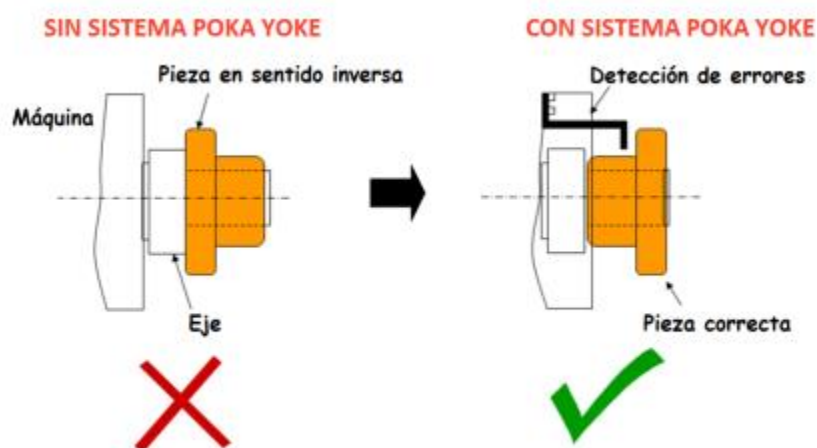 SIN SISTEMA POKA YOKE
CON SISTEMA POKA YOKE
Pieza en sentido inversa
Detección de errores
Máquina
Eje
Pieza correcta